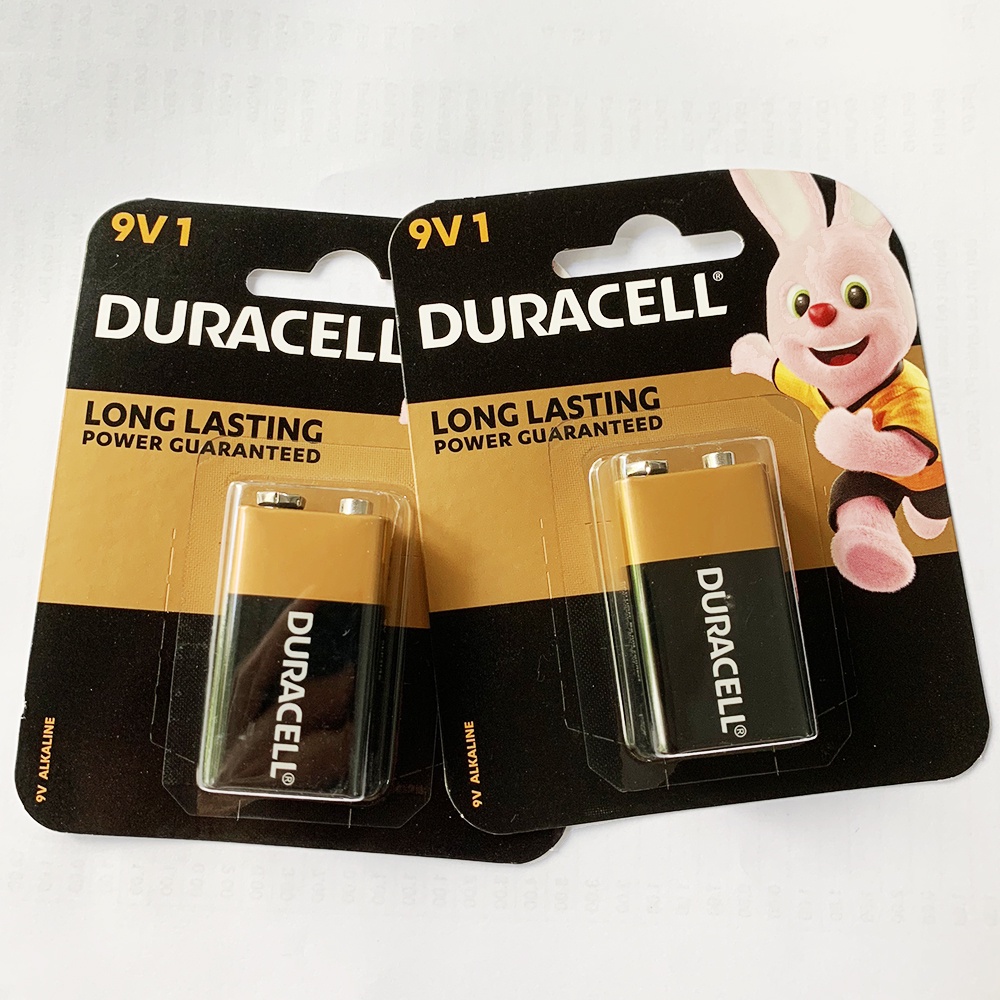 9V 1
DURACELL
LONG LASTING
POWER GUARANTEED
DURACELL®
9V ALKALINE
9V 1
DURACELL®
LONG LASTING
POWER GUARANTEED
DURACELL®
9V ALKALINE